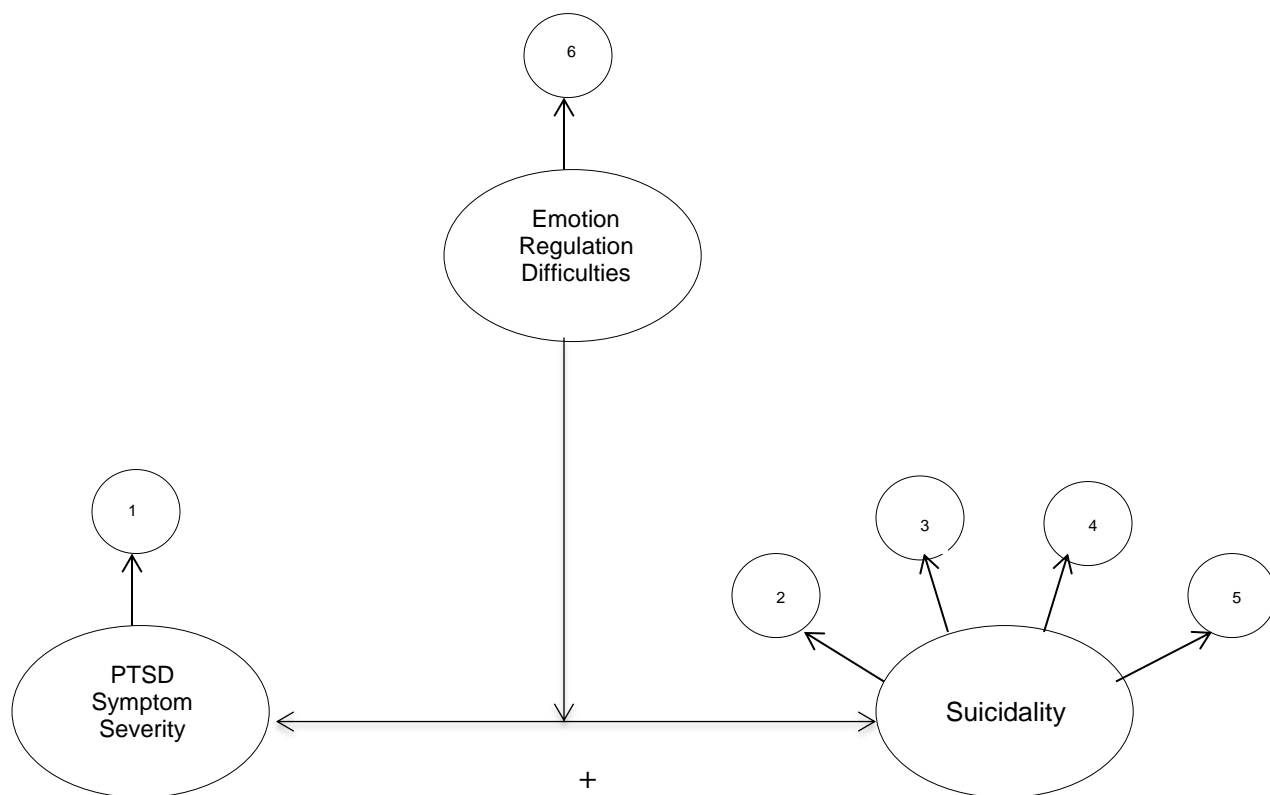 6
Emotion
Regulation
Difficulties
1
3
4
2
5
PTSD
Symptom
Severity
Suicidality
+